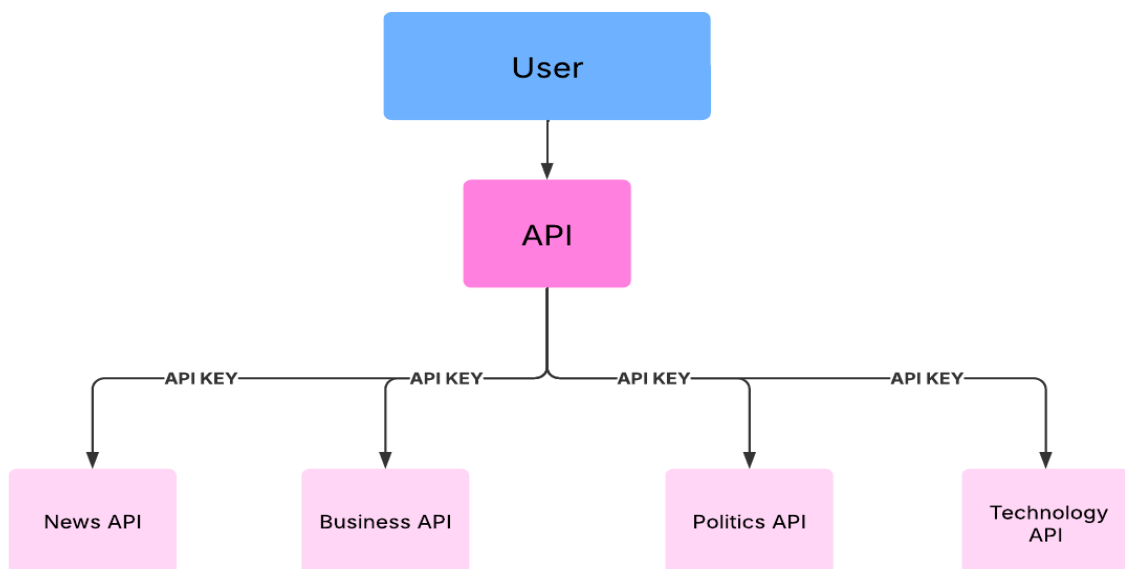 User
API
API KEY
API KEY
API KEY
API KEY
News API
Business API
Politics API
Technology
API